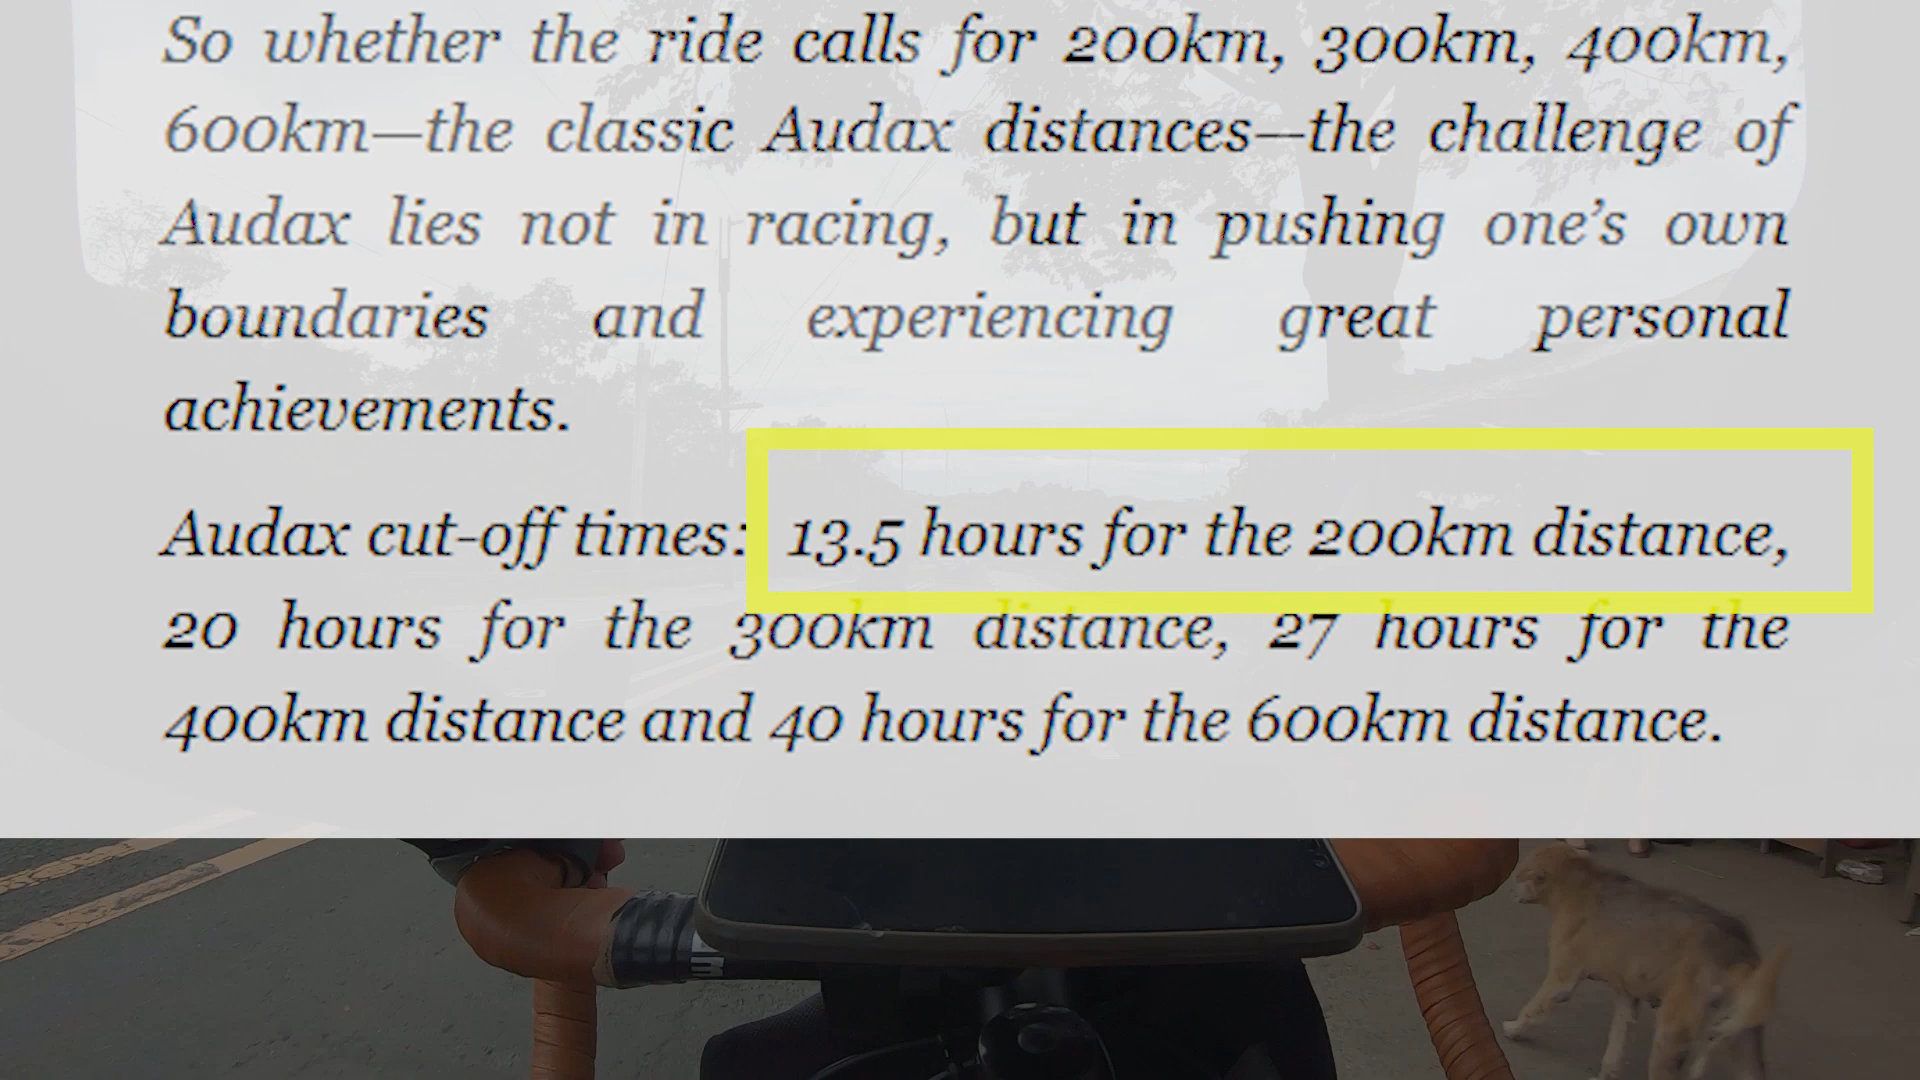 So whether the ride calls for 200km, 300km, 400km,
600km—the classic Audax distances—the challenge of
Audax lies not in racing, but in pushing one's own
boundaries and experiencing great personal
achievements.
Audax cut-off times: 13.5 hours for the 200km distance,
20 hours for the 300km distance, 27 hours for the
400km distance and 40 hours for the 600km distance.